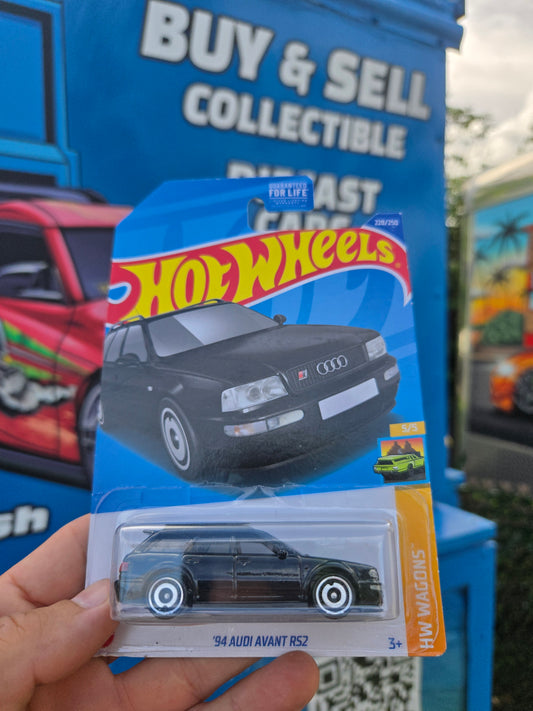 BUY & SELL
COLLECTIBLE
DIECAST
CARS
GUARANTEED
FOR LIFE
228/250
HOT WHEELS
5/5
HW WAGONS
'94 AUDI AVANT RS2
3+